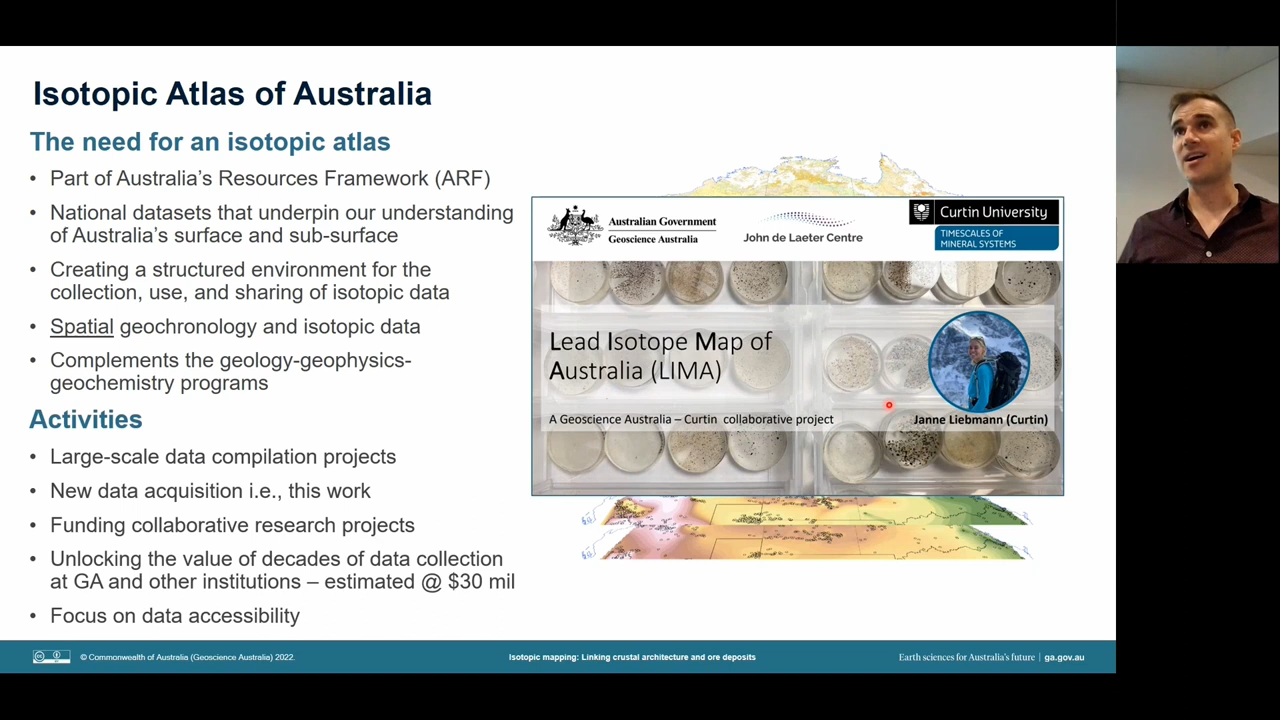 Isotopic Atlas of Australia
The need for an isotopic atlas
• Part of Australia's Resources Framework (ARF)
• National datasets that underpin our understanding
of Australia's surface and sub-surface
• Creating a structured environment for the
collection, use, and sharing of isotopic data
• Spatial geochronology and isotopic data
• Complements the geology-geophysics-
geochemistry programs
Activities
• Large-scale data compilation projects
• New data acquisition i.e., this work
• Funding collaborative research projects
• Unlocking the value of decades of data collection
at GA and other institutions – estimated @ $30 mil
• Focus on data accessibility
Australian Government
Geoscience Australia
John de Laeter Centre
Curtin University
TIMESCALES OF
MINERAL SYSTEMS
Lead Isotope Map of
Australia (LIMA)
A Geoscience Australia – Curtin collaborative project
Janne Liebmann (Curtin)
© Commonwealth of Australia (Geoscience Australia) 2022.
Isotopic mapping: Linking crustal architecture and ore deposits
Earth sciences for Australia's future | ga.gov.au